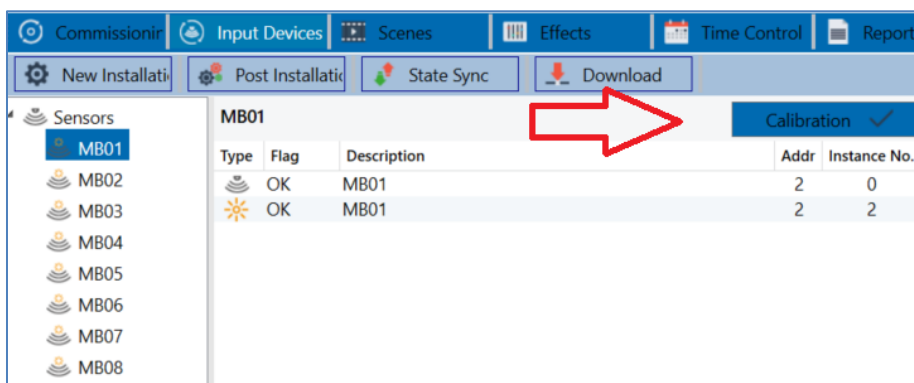 Commissionin Input Devices Scenes Effects Time Control Report
New Installati Post Installatic State Sync Download
Sensors
MB01
MB02
MB03
MB04
MB05
MB06
MB07
MB08
MB01
Calibration
Type Flag Description Addr Instance No.
OK MB01 2 0
OK MB01 2 2